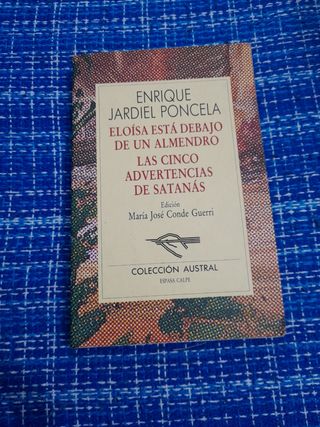 ENRIQUE
JARDIEL PONCELA
ELOÍSA ESTÁ DEBAJO
DE UN ALMENDRO
LAS CINCO
ADVERTENCIAS
DE SATANÁS
Edición
María José Conde Guerri
COLECCIÓN AUSTRAL
ESPASA CALPE